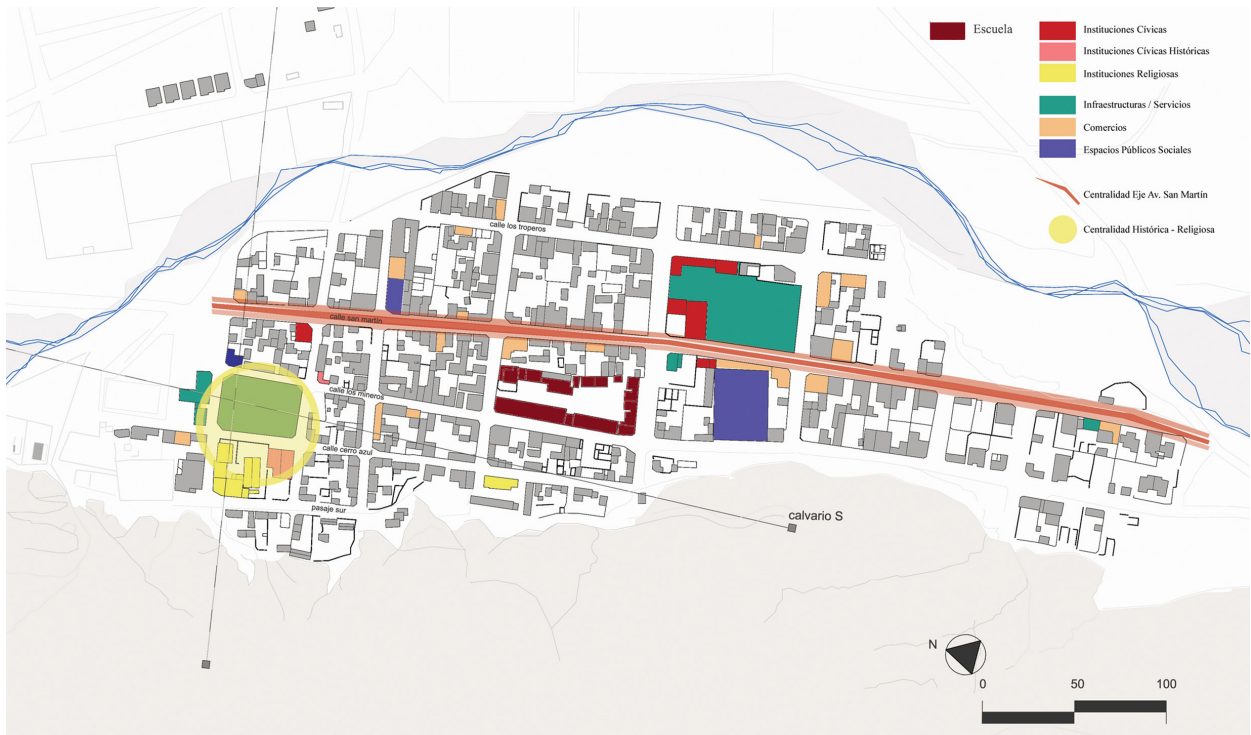 Escuela
Instituciones Cívicas
Instituciones Cívicas Históricas
Instituciones Religiosas
Infraestructuras / Servicios
Comercios
Espacios Públicos Sociales
Centralidad Eje Av. San Martín
Centralidad Histórica - Religiosa
calle los troperos
calle san martin
calle los mineros
calle cerro azul
pasaje sur
calvario S
N
0 50 100